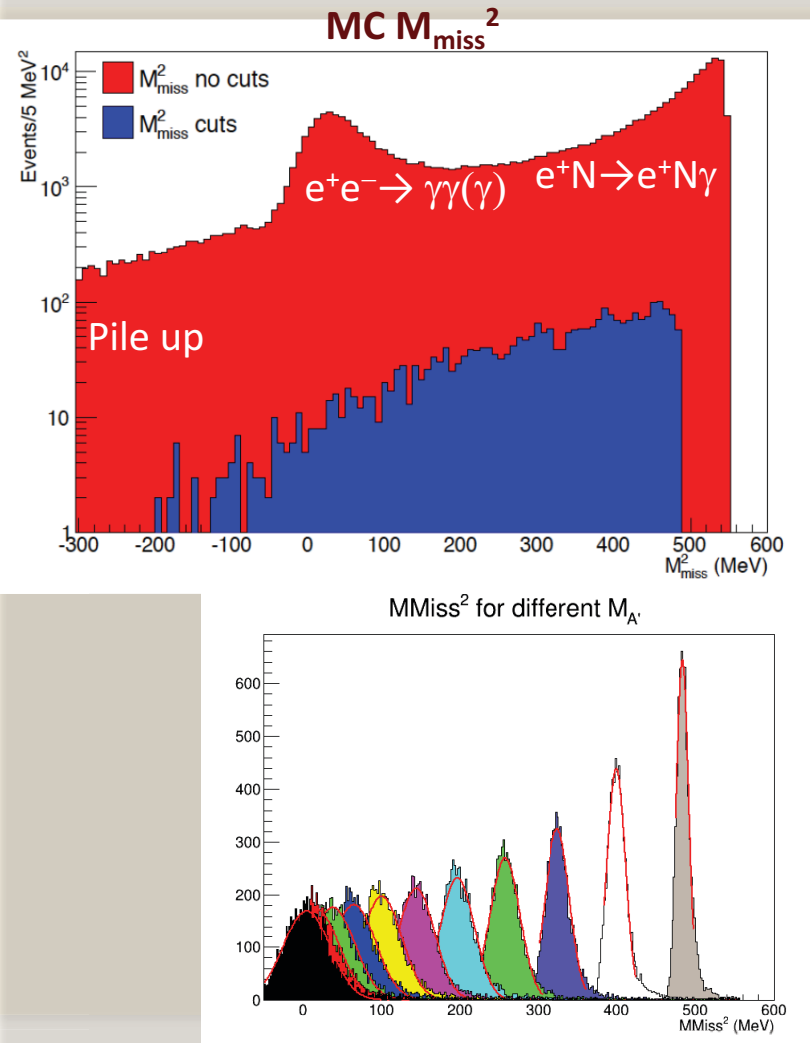 MC Mmiss²
Events/5 MeV²
M²miss no cuts
M²miss cuts
10⁴
10³
10²
10
1
e⁺e⁻→ γγ(γ)
e⁺N→e⁺Nγ
Pile up
-300 -200 -100 0 100 200 300 400 500 600
M²miss (MeV)
MMiss² for different MA'
600
500
400
300
200
100
0
0 100 200 300 400 500 600
MMiss² (MeV)